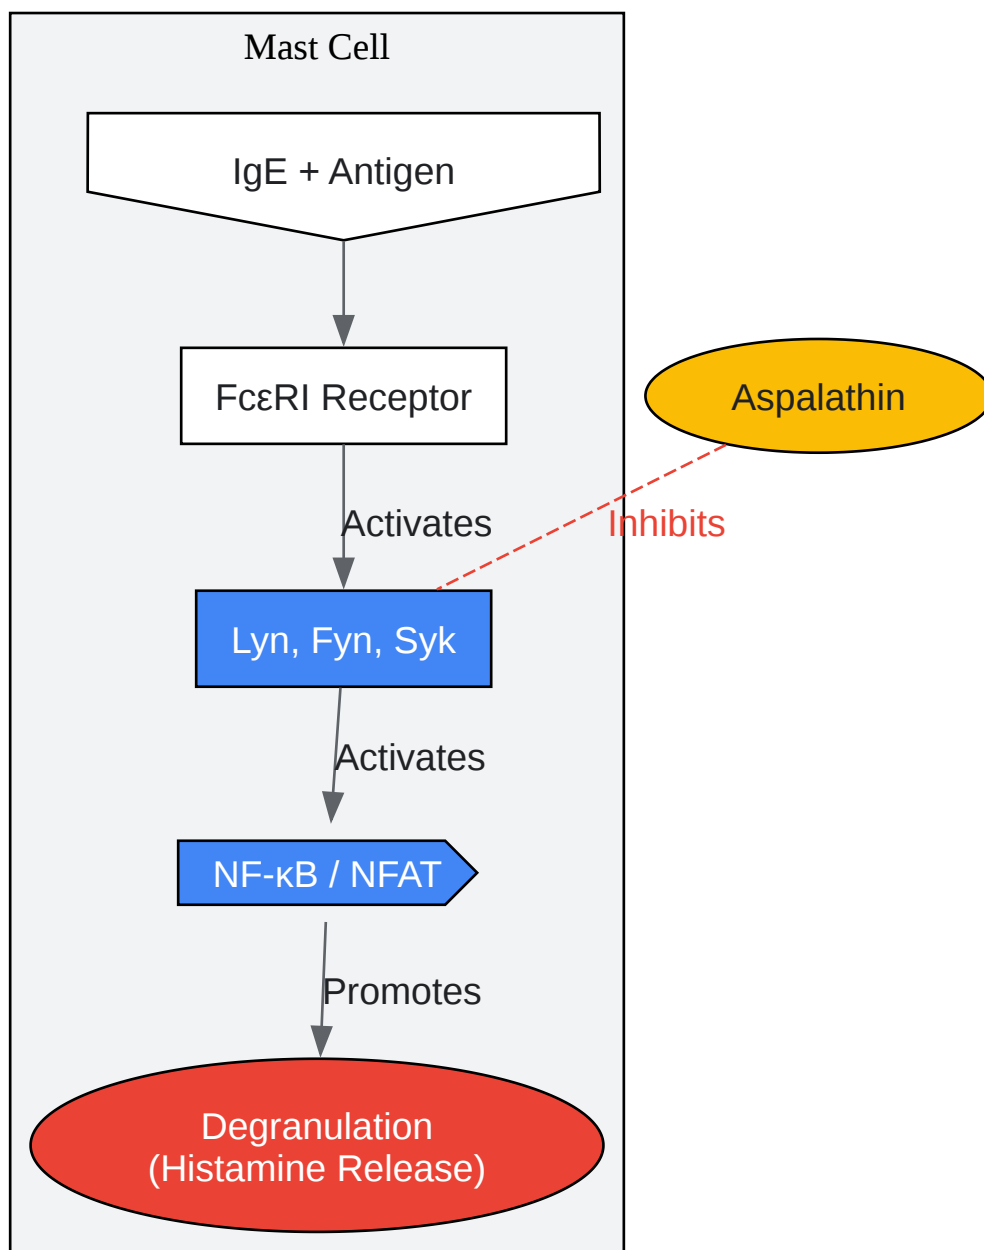 Mast Cell
IgE + Antigen
FcεRI Receptor
Aspalathin
Activates
Inhibits
Lyn, Fyn, Syk
Activates
NF-κB / NFAT
Promotes
Degranulation
(Histamine Release)